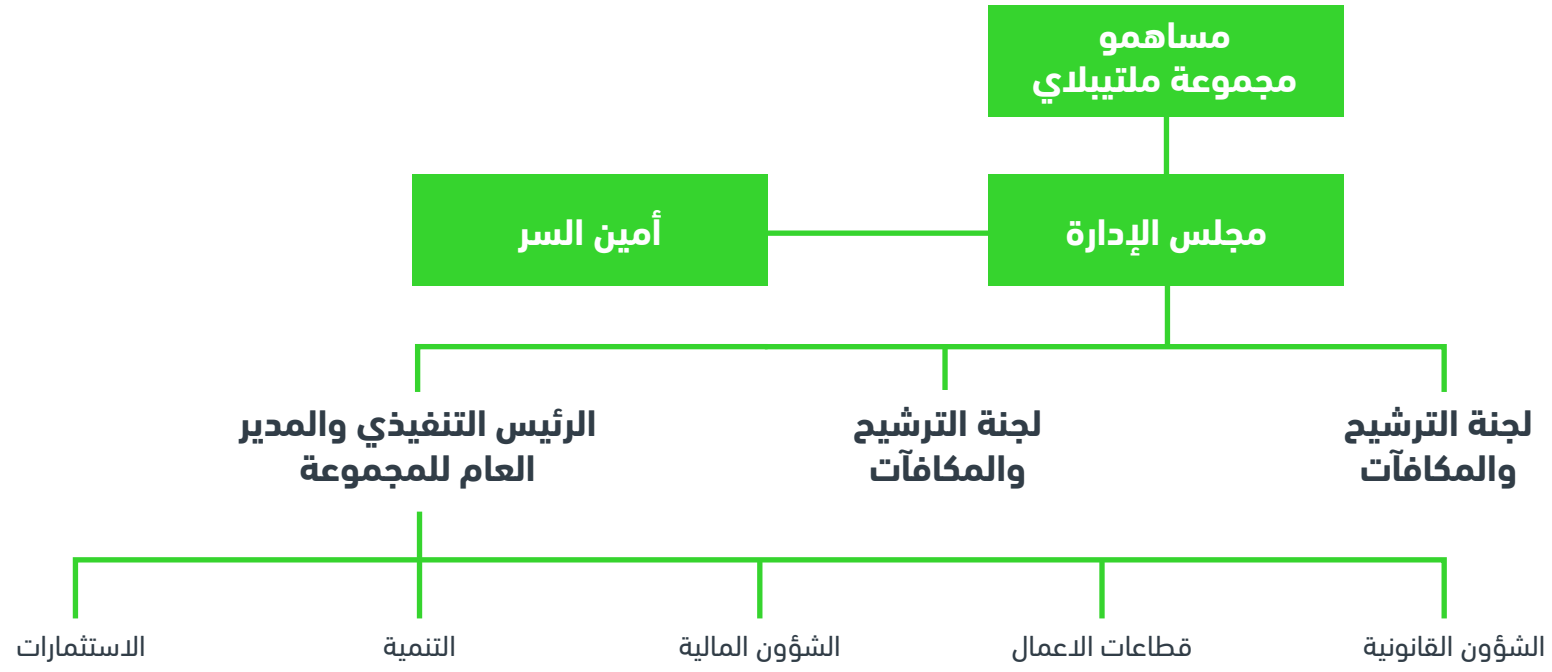 مساهمو
مجموعة ملتيبلاي
مجلس الإدارة
أمين السر
لجنة الترشيح
والمكافآت
لجنة الترشيح
والمكافآت
الرئيس التنفيذي والمدير
العام للمجموعة
الشؤون القانونية
قطاعات الاعمال
الشؤون المالية
التنمية
الاستثمارات